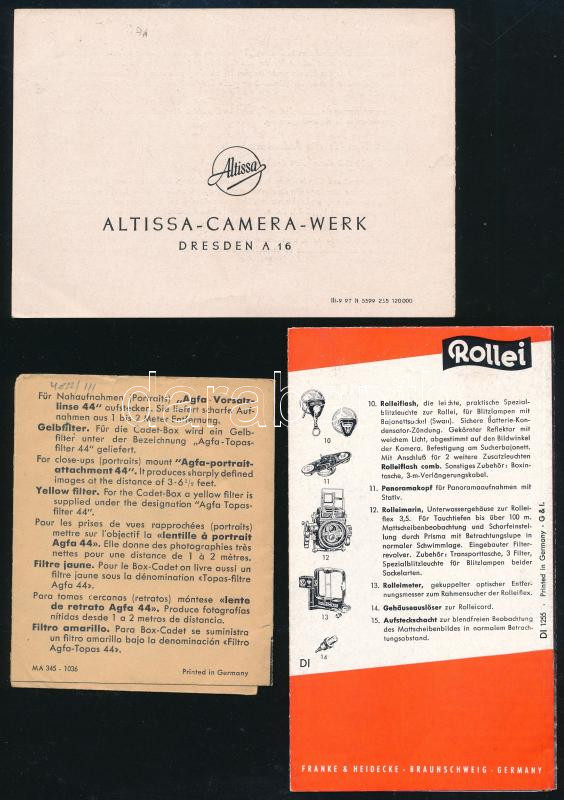 Altissa
ALTISSA-CAMERA-WERK
DRESDEN A 16
III-9 97 It 5599 255 120000
4E22/III
Für Nahaufnahmen (Portraits) „Agfa-Vorsatz-
linse 44" aufstecken. Sie liefert scharfe Auf-
nahmen aus 1 bis 2 Meter Entfernung.
Gelbfilter. Für die Cadet-Box wird ein Gelb-
filter unter der Bezeichnung „Agfa-Topas-
filter 44" geliefert.
For close-ups (portraits) mount "Agfa-portrait-
attachment 44". It produces sharply defined
images at the distance of 3-6½ feet.
Yellow filter. For the Cadet-Box a yellow filter is
supplied under the designation "Agfa Topas-
filter 44".
Pour les prises de vues rapprochées (portraits)
mettre sur l'objectif la «lentille à portrait
Agfa 44». Elle donne des photographies très
nettes pour une distance de 1 à 2 mètres.
Filtre jaune. Pour le Box-Cadet on livre aussi un
filtre jaune sous la dénomination «Topas-filtre
Agfa 44».
Para tomas cercanas (retratos) móntese «lente
de retrato Agfa 44». Produce fotografías
nítidas desde 1 a 2 metros de distancia.
Filtro amarillo. Para Box-Cadet se suministra
un filtro amarillo bajo la denominación «Filtro
Agfa-Topas 44».
MA 345 - 1036
Printed in Germany
Rollei
10. Rolleiflash, die leichte, praktische Spezial-
blitzleuchte zur Rollei, für Blitzlampen mit
Bajonettsockel (Swan). Sichere Batterie-Kon-
densator-Zündung. Gekörnter Reflektor mit
weichem Licht, abgestimmt auf den Bildwinkel
der Kamera. Befestigung am Sucherbajonett.
Mit Anschluß für 2 weitere Zusatzleuchten
Rolleiflash comb. Sonstiges Zubehör: Boxin-
tasche, 3-m-Verlängerungskabel.
11. Panoramakopf für Panoramaaufnahmen mit
Stativ.
12. Rolleimarin, Unterwassergehäuse zur Rollei-
flex 3,5. Für Tauchtiefen bis über 100 m.
Mattscheibenbeobachtung und Scharfeinstel-
lung durch Prisma mit Betrachtungslupe in
normaler Schwimmlage. Eingebauter Filter-
revolver. Zubehör: Transporttasche, 3 Filter,
Spezialblitzleuchte für Blitzlampen beider
Sockelarten.
13. Rolleimeter, gekuppelter optischer Entfer-
nungsmesser zum Rahmensucher der Rolleiflex.
14. Gehäuseauslöser zur Rolleicord.
15. Aufsteckschacht zur blendfreien Beobachtung
des Mattscheibenbildes in normalem Betrach-
tungsabstand.
10
11
12
13
14
DI
DI 1255 · Printed in Germany - G & L
FRANKE & HEIDECKE · BRAUNSCHWEIG · GERMANY